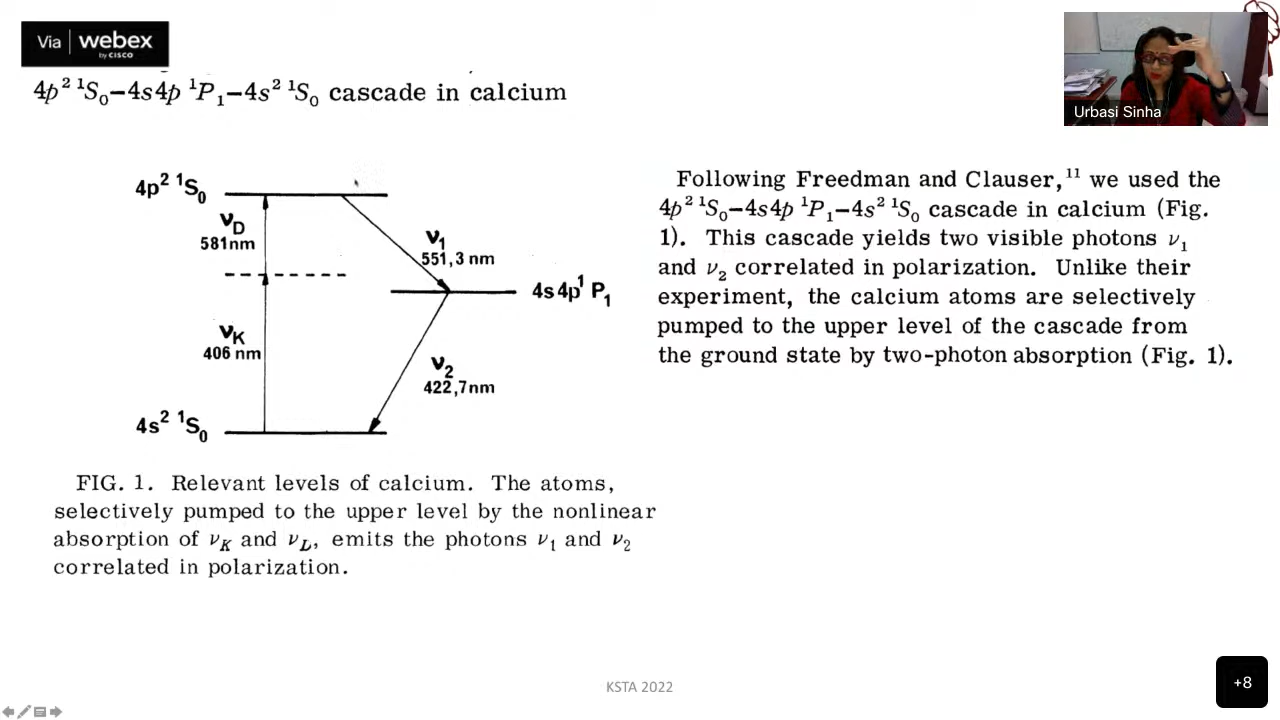 Via webex
by CISCO
4p² ¹S₀–4s4p ¹P₁–4s² ¹S₀ cascade in calcium
Urbasi Sinha
4p² ¹S₀
νD
581nm
ν₁
551,3 nm
4s4p¹P₁
νK
406 nm
ν₂
422,7nm
4s² ¹S₀
FIG. 1. Relevant levels of calcium. The atoms,
selectively pumped to the upper level by the nonlinear
absorption of νK and νL, emits the photons ν₁ and ν₂
correlated in polarization.
Following Freedman and Clauser,¹¹ we used the
4p² ¹S₀–4s4p ¹P₁–4s² ¹S₀ cascade in calcium (Fig.
1). This cascade yields two visible photons ν₁
and ν₂ correlated in polarization. Unlike their
experiment, the calcium atoms are selectively
pumped to the upper level of the cascade from
the ground state by two-photon absorption (Fig. 1).
KSTA 2022
+8